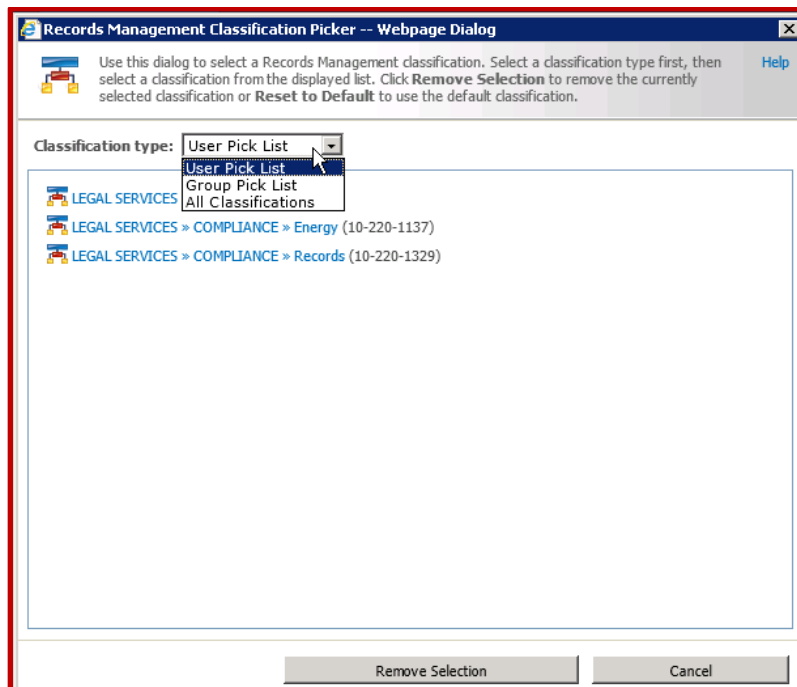 Records Management Classification Picker -- Webpage Dialog
Use this dialog to select a Records Management classification. Select a classification type first, then
select a classification from the displayed list. Click Remove Selection to remove the currently
selected classification or Reset to Default to use the default classification.
Help
Classification type: User Pick List
User Pick List
Group Pick List
All Classifications
LEGAL SERVICES
LEGAL SERVICES » COMPLIANCE » Energy (10-220-1137)
LEGAL SERVICES » COMPLIANCE » Records (10-220-1329)
Remove Selection
Cancel